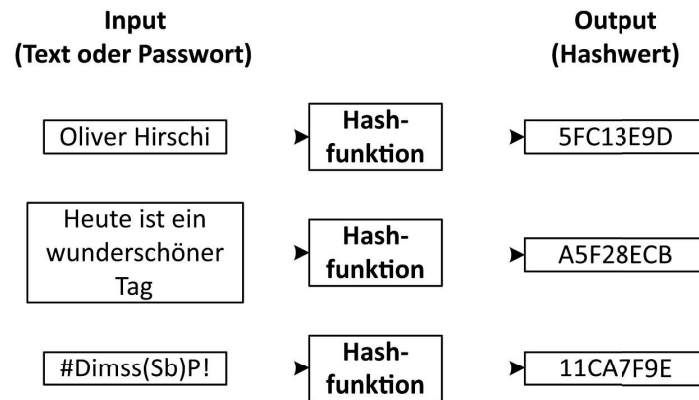 Input
(Text oder Passwort)
Output
(Hashwert)
Oliver Hirschi
Hash-
funktion
5FC13E9D
Heute ist ein
wunderschöner
Tag
Hash-
funktion
A5F28ECB
#Dimss(Sb)P!
Hash-
funktion
11CA7F9E